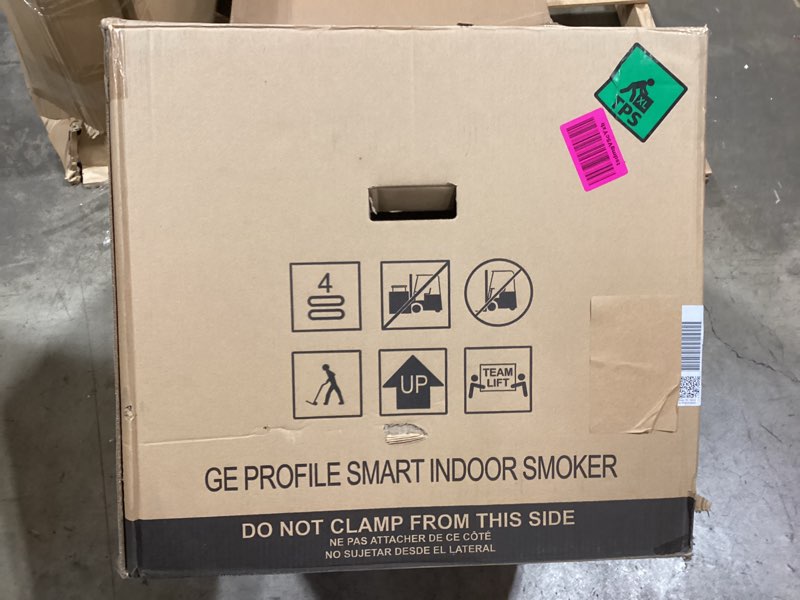 XL
TPS
4
UP
TEAM
LIFT
GE PROFILE SMART INDOOR SMOKER
DO NOT CLAMP FROM THIS SIDE
NE PAS ATTACHER DE CE CÔTÉ
NO SUJETAR DESDE EL LATERAL